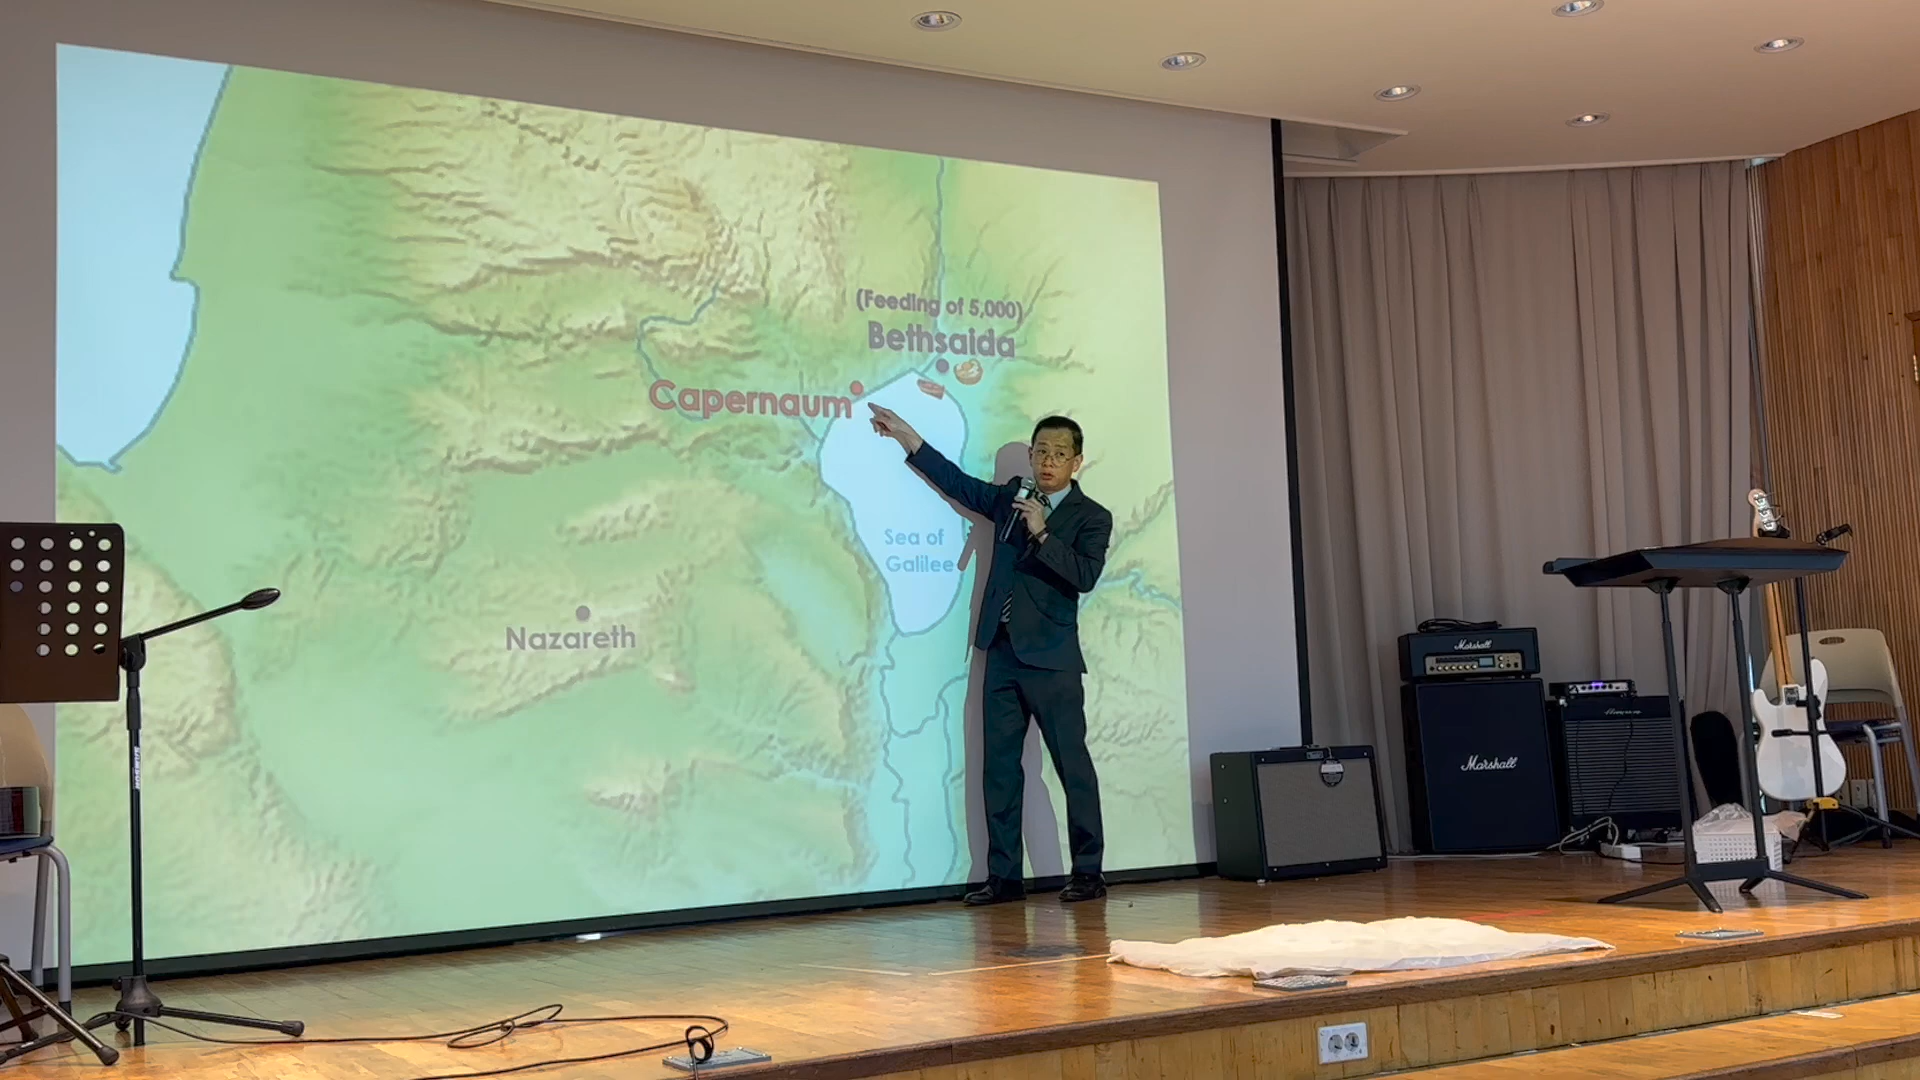 (Feeding of 5,000)
Bethsaida
Capernaum
Sea of
Galilee
Nazareth
Marshall
Marshall